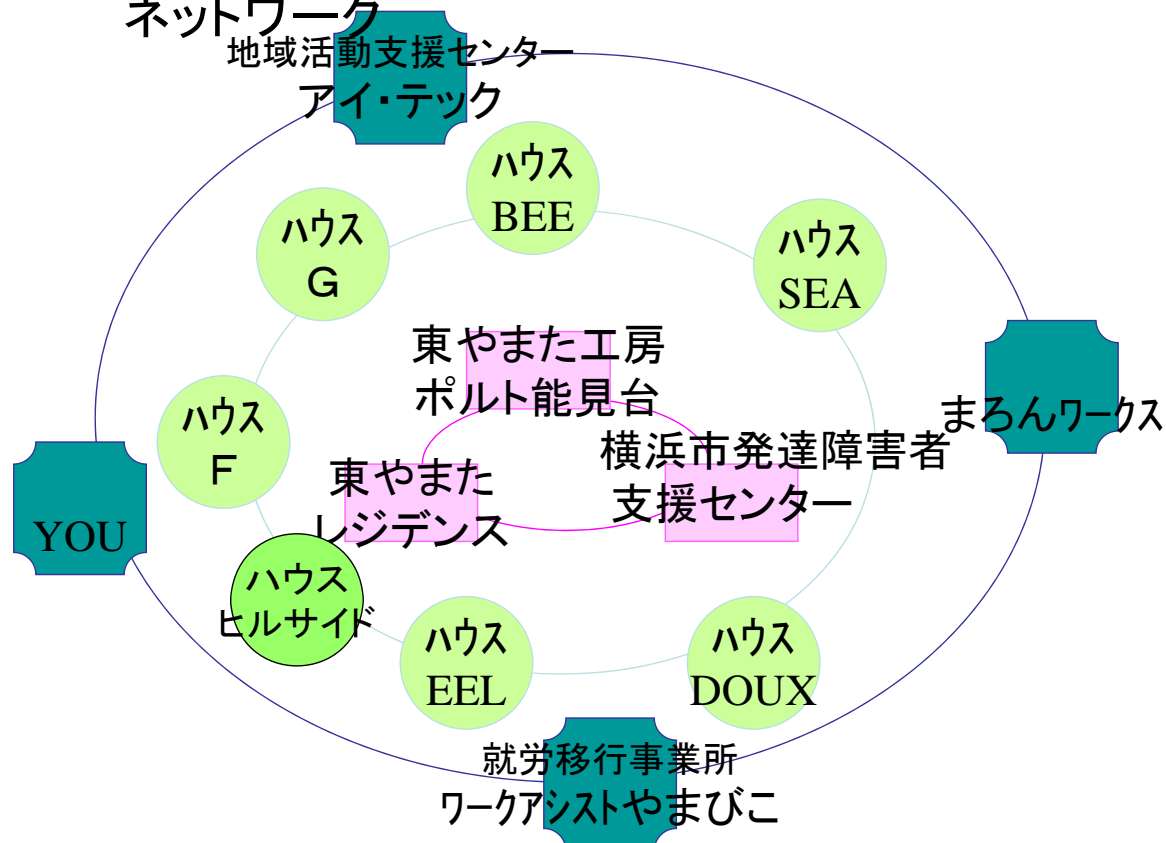 ネットワーク
地域活動支援センター
アイ・テック
ハウス
BEE
ハウス
G
ハウス
SEA
東やまた工房
ポルト能見台
まろんワークス
ハウス
F
横浜市発達障害者
支援センター
東やまた
レジデンス
YOU
ハウス
ヒルサイド
ハウス
EEL
ハウス
DOUX
就労移行事業所
ワークアシストやまびこ